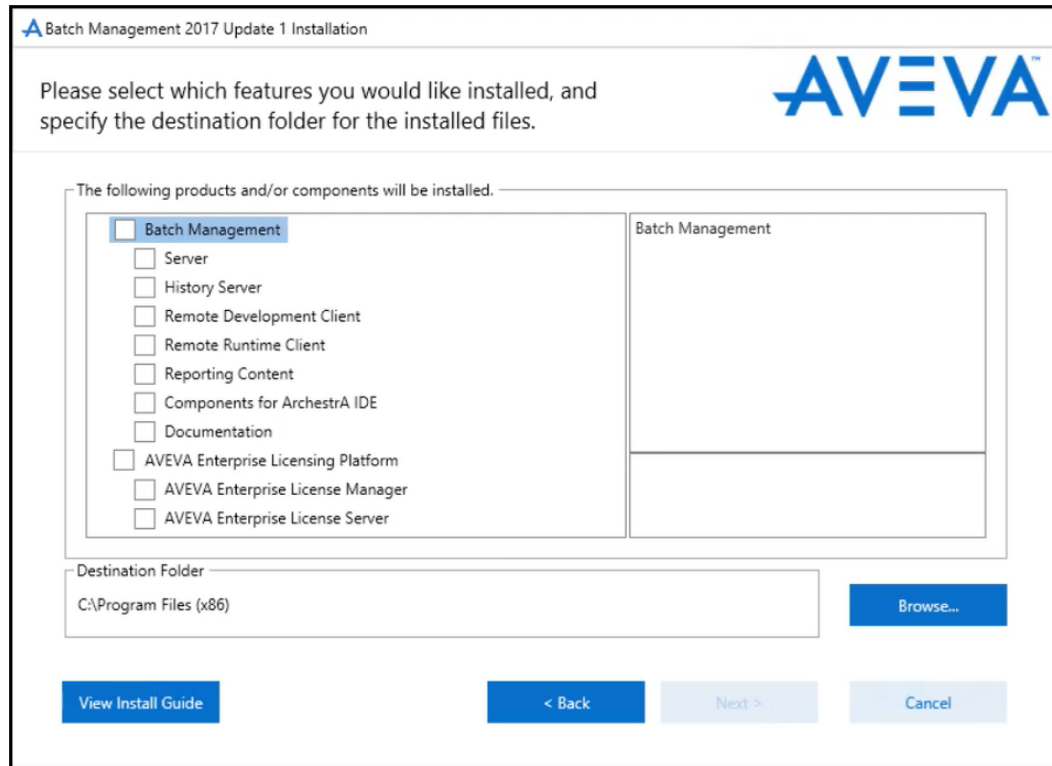 Batch Management 2017 Update 1 Installation
Please select which features you would like installed, and
specify the destination folder for the installed files.
AVEVA™
The following products and/or components will be installed.
Batch Management
Server
History Server
Remote Development Client
Remote Runtime Client
Reporting Content
Components for ArchestrA IDE
Documentation
AVEVA Enterprise Licensing Platform
AVEVA Enterprise License Manager
AVEVA Enterprise License Server
Batch Management
Destination Folder
C:\Program Files (x86)
Browse...
View Install Guide
< Back
Next >
Cancel